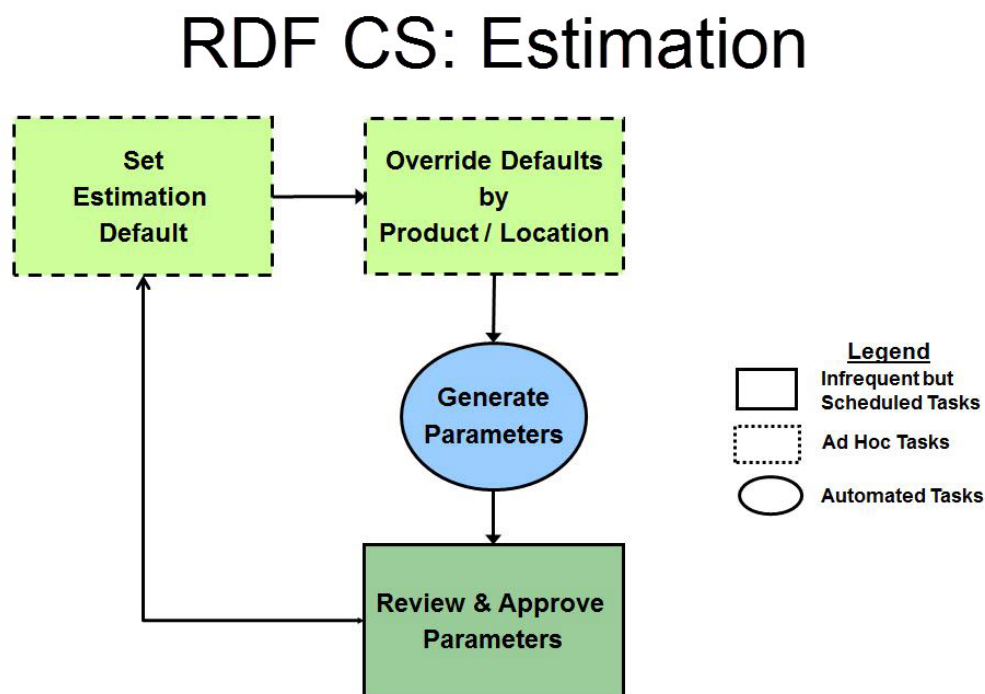 RDF CS: Estimation
Set
Estimation
Default
Override Defaults
by
Product / Location
Generate
Parameters
Review & Approve
Parameters
Legend
Infrequent but
Scheduled Tasks
Ad Hoc Tasks
Automated Tasks